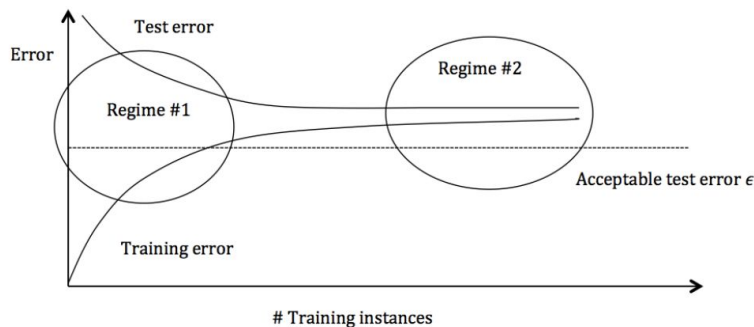 Test error
Error
Regime #2
Regime #1
Acceptable test error ϵ
Training error
# Training instances